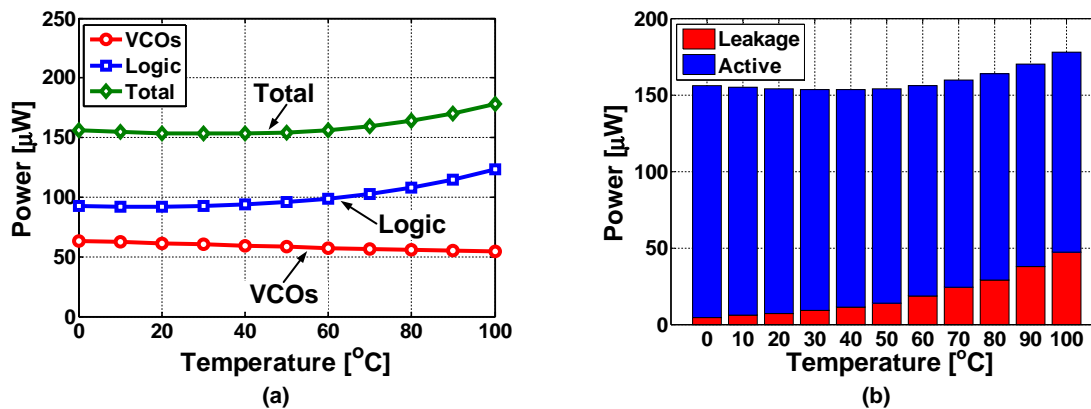 250
200
150
100
50
0
Power [μW]
VCOs
Logic
Total
Total
Logic
VCOs
0 20 40 60 80 100
Temperature [°C]
(a)
200
150
100
50
0
Power [μW]
Leakage
Active
0 10 20 30 40 50 60 70 80 90 100
Temperature [°C]
(b)